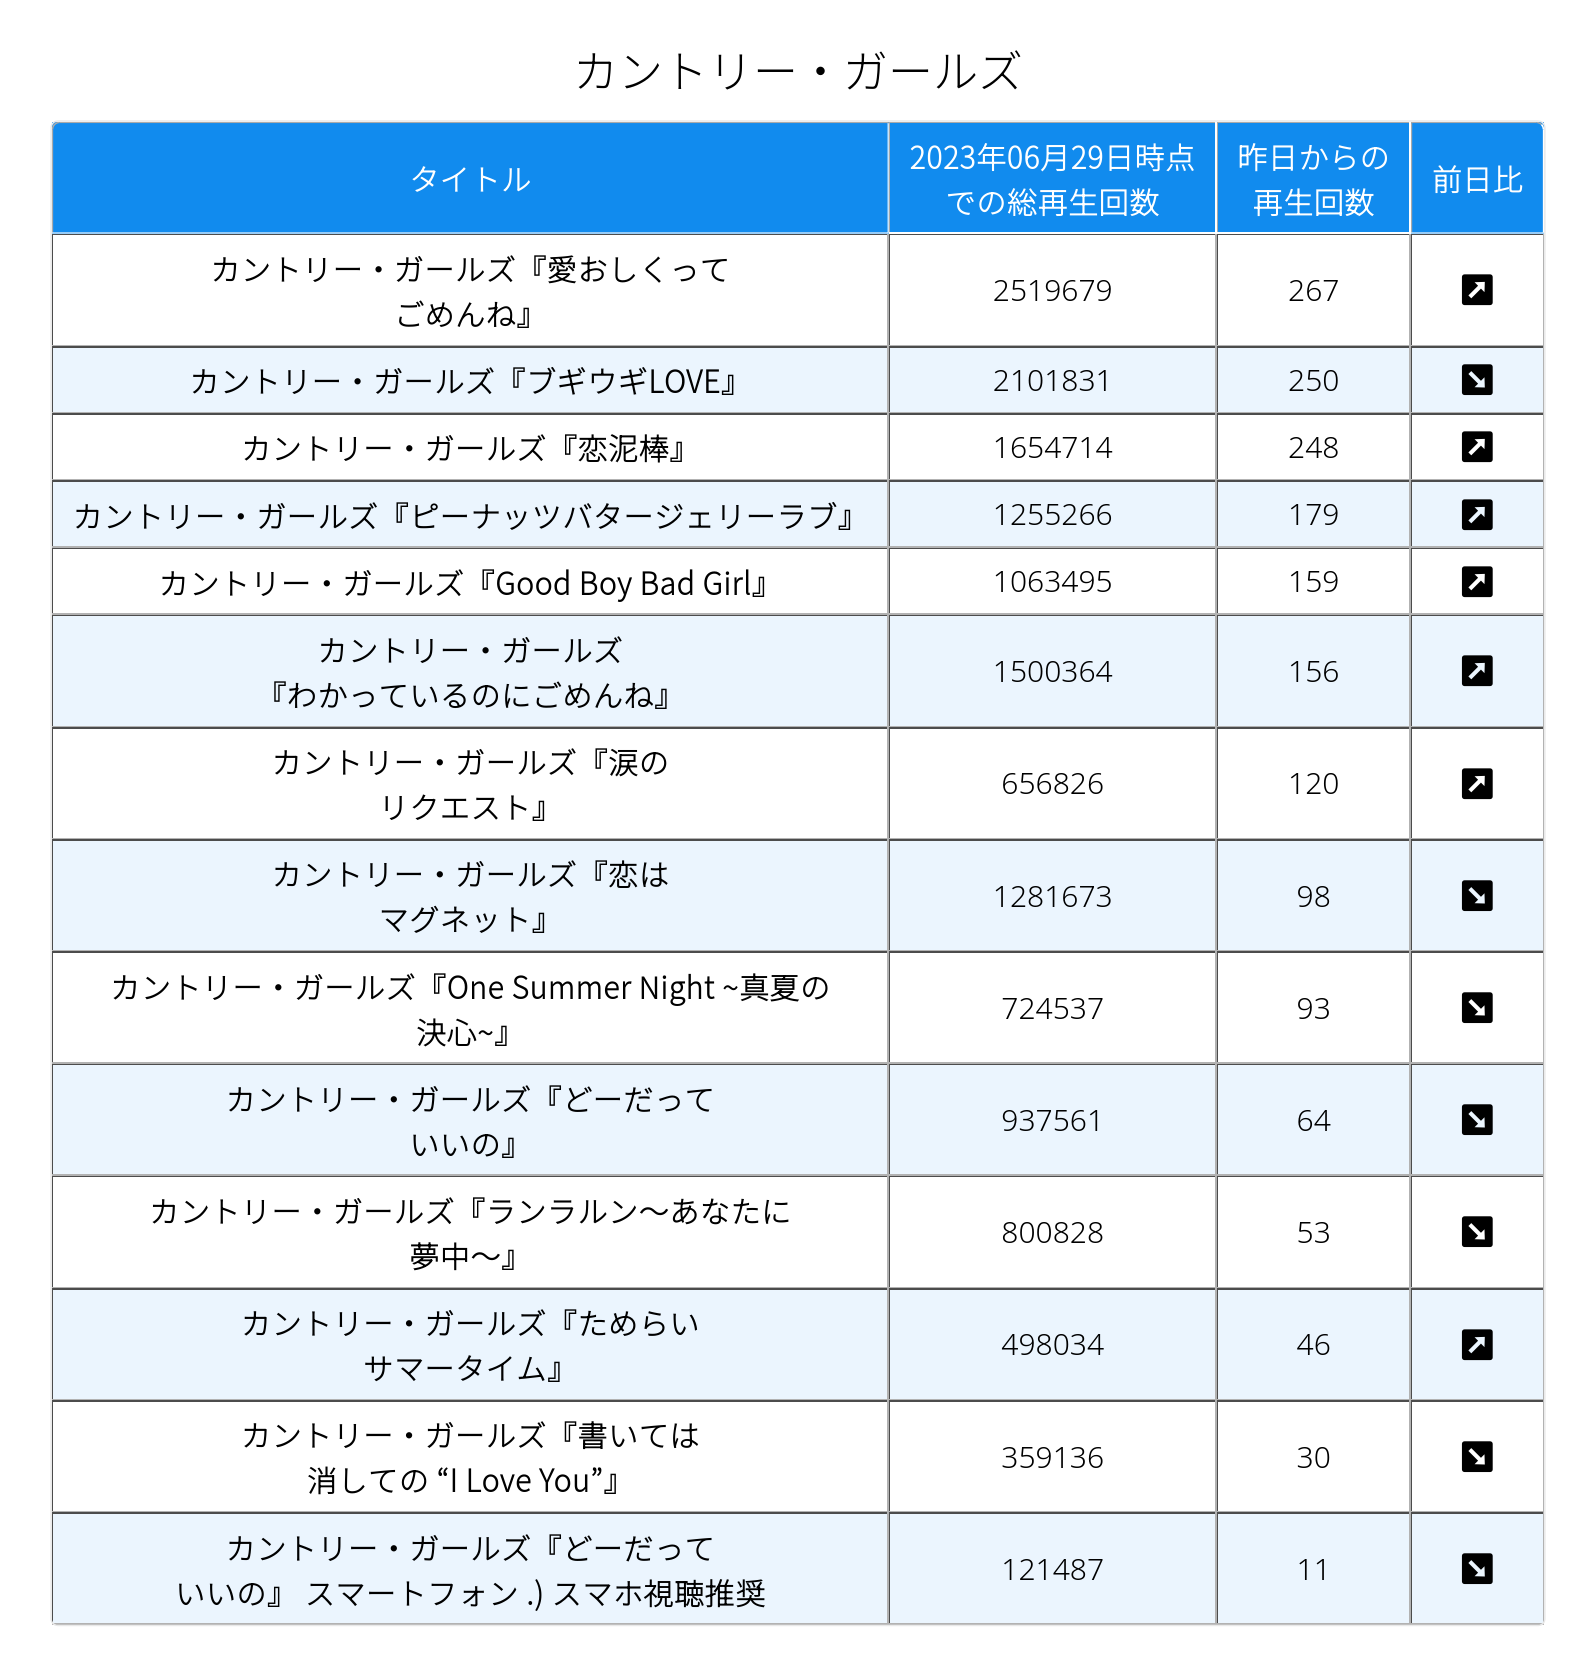 カントリー・ガールズ
タイトル
2023年06月29日時点
での総再生回数
昨日からの
再生回数
前日比
カントリー・ガールズ『愛おしくって
ごめんね』
2519679
267
カントリー・ガールズ『ブギウギLOVE』
2101831
250
カントリー・ガールズ『恋泥棒』
1654714
248
カントリー・ガールズ『ピーナッツバタージェリーラブ』
1255266
179
カントリー・ガールズ『Good Boy Bad Girl』
1063495
159
カントリー・ガールズ
『わかっているのにごめんね』
1500364
156
カントリー・ガールズ『涙の
リクエスト』
656826
120
カントリー・ガールズ『恋は
マグネット』
1281673
98
カントリー・ガールズ『One Summer Night ~真夏の
決心~』
724537
93
カントリー・ガールズ『どーだって
いいの』
937561
64
カントリー・ガールズ『ランラルン〜あなたに
夢中〜』
800828
53
カントリー・ガールズ『ためらい
サマータイム』
498034
46
カントリー・ガールズ『書いては
消しての “I Love You”』
359136
30
カントリー・ガールズ『どーだって
いいの』 スマートフォン .) スマホ視聴推奨
121487
11